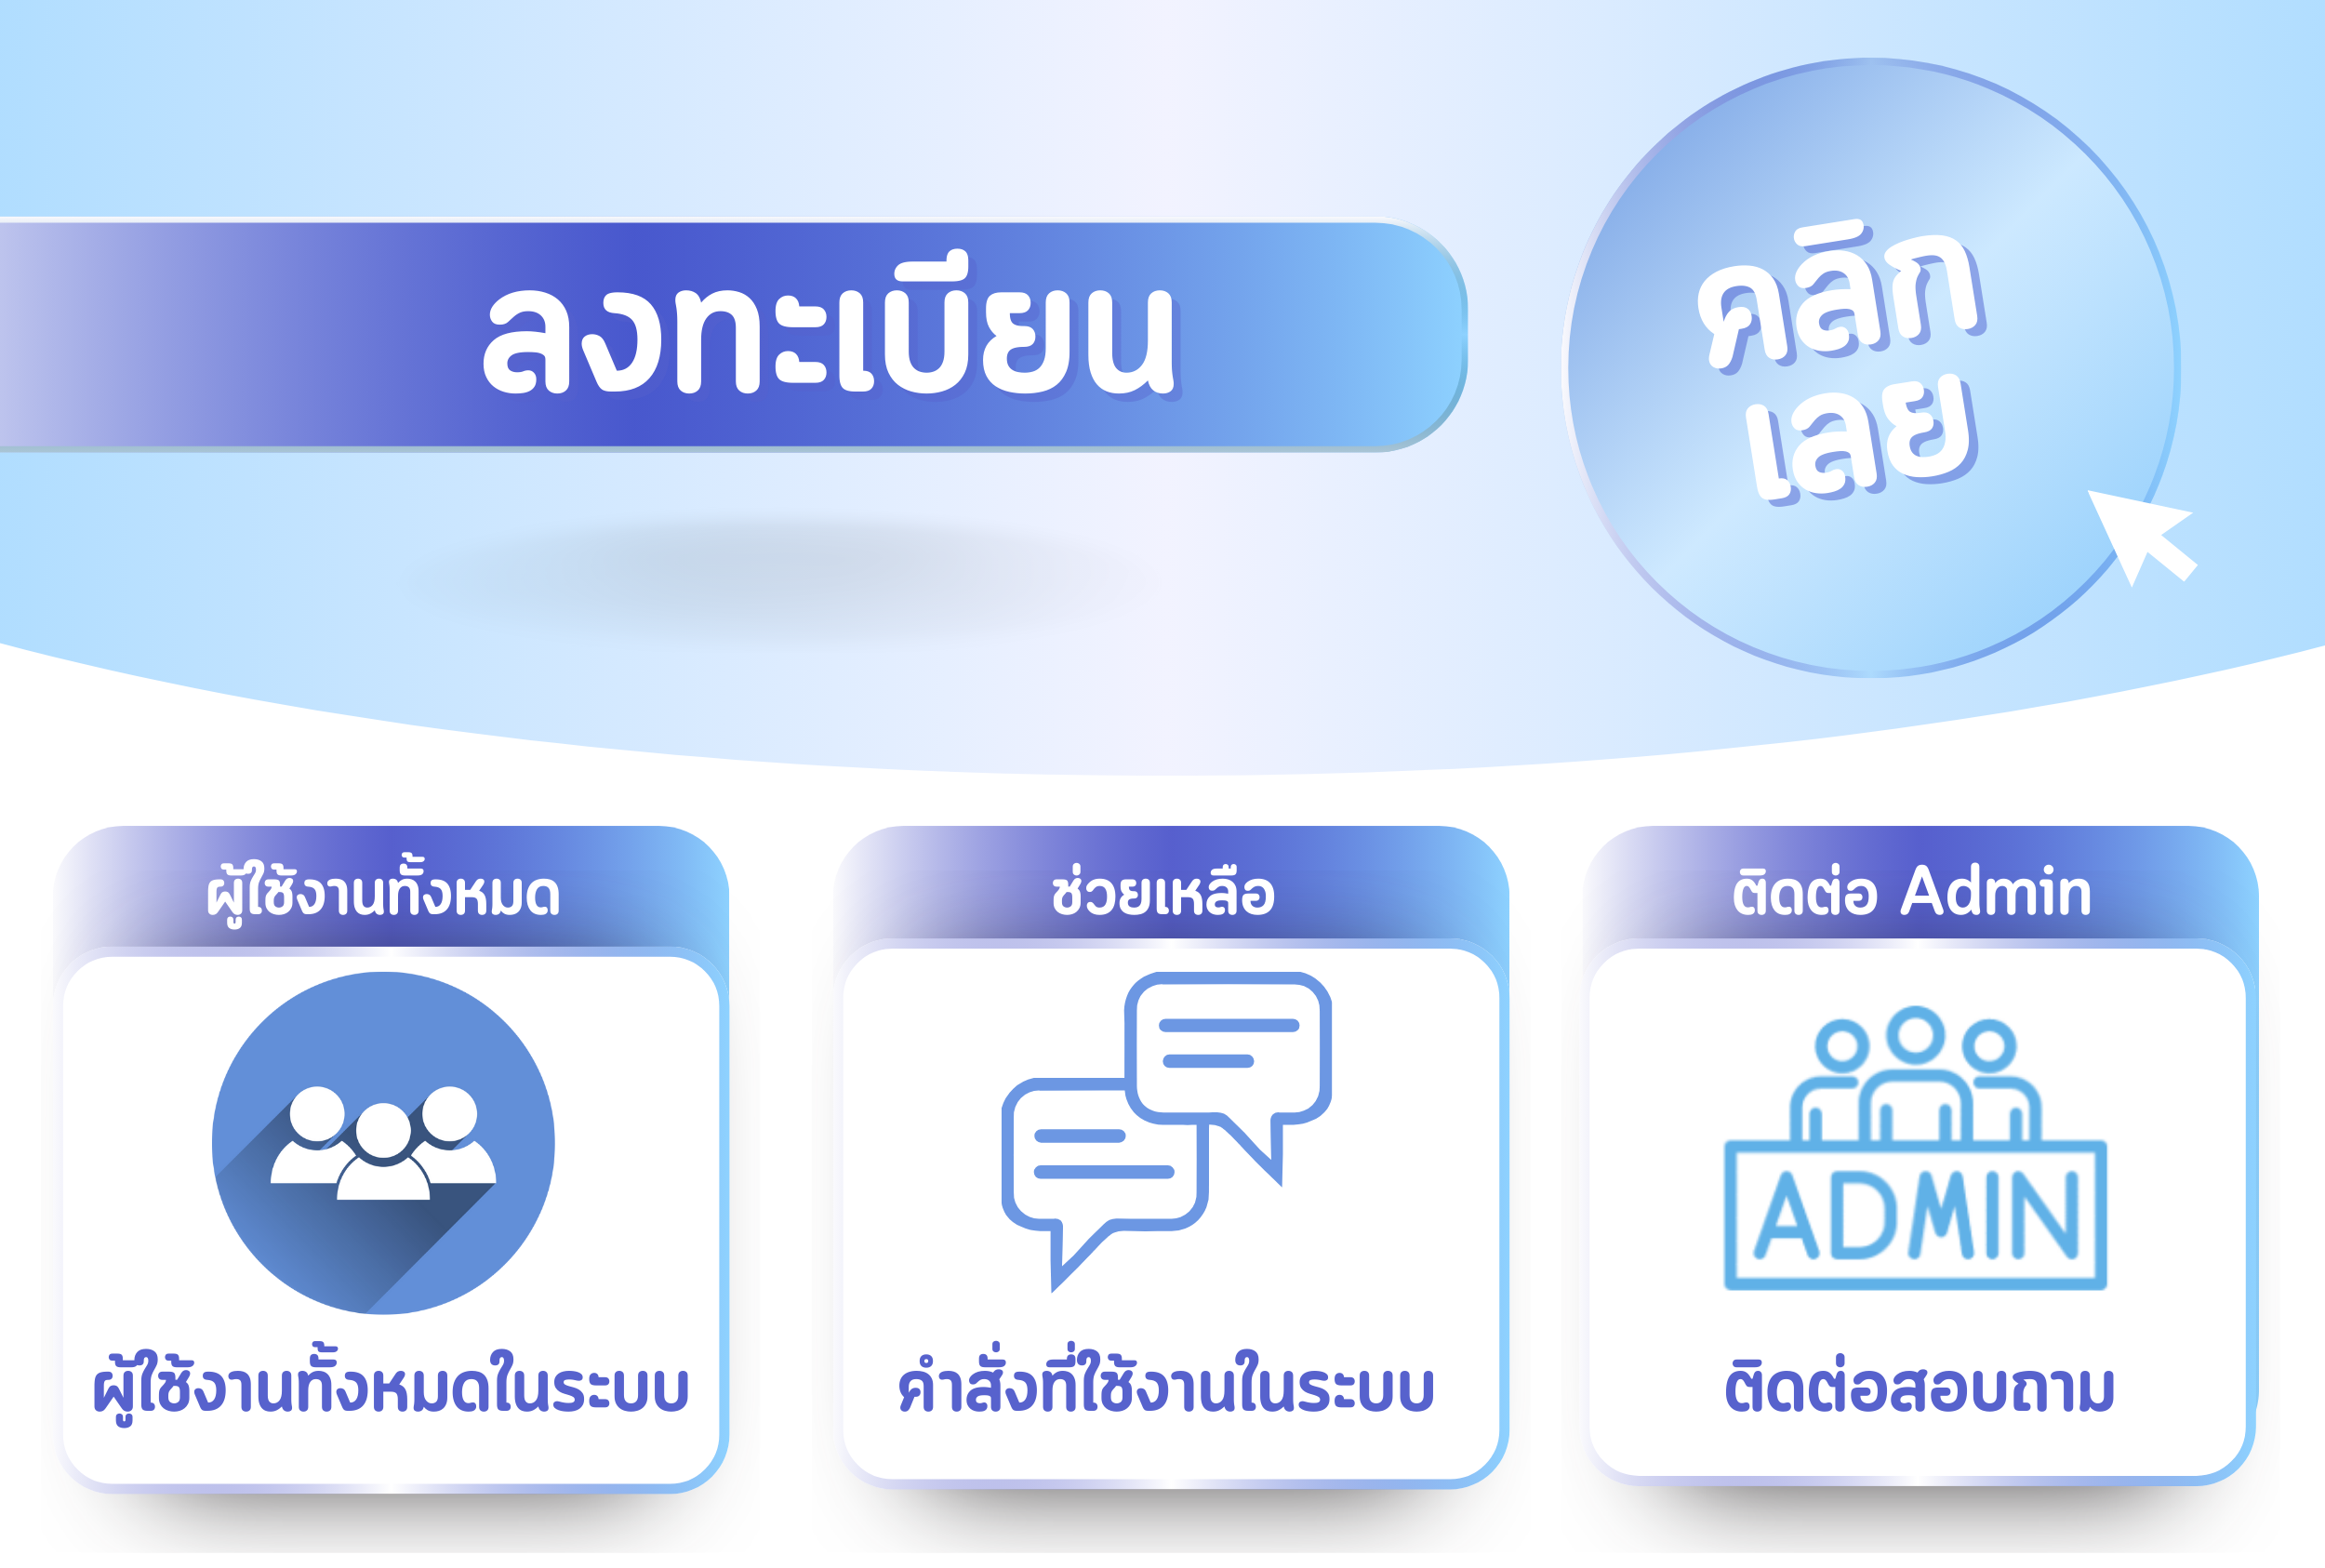 ลงทะเบียน
คลิก
เลย
ผู้ใช้งานทั้งหมด
ช่วยเหลือ
ติดต่อ Admin
ADMIN
ผู้ใช้งานทั้งหมดในระบบ
คำสั่งที่ใช้งานในระบบ
ติดต่อสอบถาม